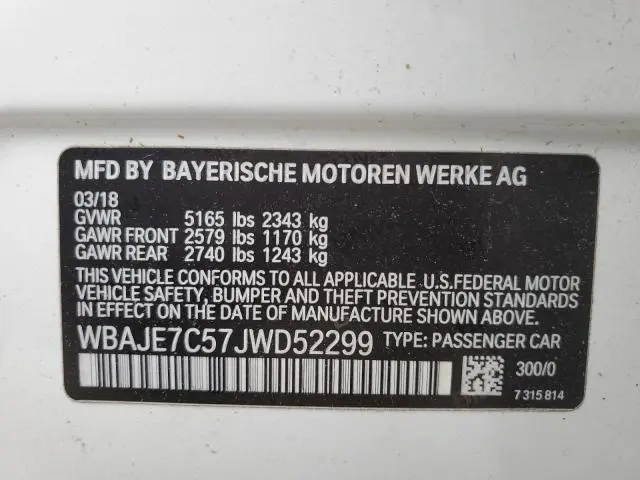 MFD BY BAYERISCHE MOTOREN WERKE AG
03/18
GVWR 5165 lbs 2343 kg
GAWR FRONT 2579 lbs 1170 kg
GAWR REAR 2740 lbs 1243 kg
THIS VEHICLE CONFORMS TO ALL APPLICABLE U.S.FEDERAL MOTOR
VEHICLE SAFETY, BUMPER AND THEFT PREVENTION STANDARDS
IN EFFECT ON THE DATE OF MANUFACTURE SHOWN ABOVE.
WBAJE7C57JWD52299 TYPE: PASSENGER CAR
300/0
7 315 814